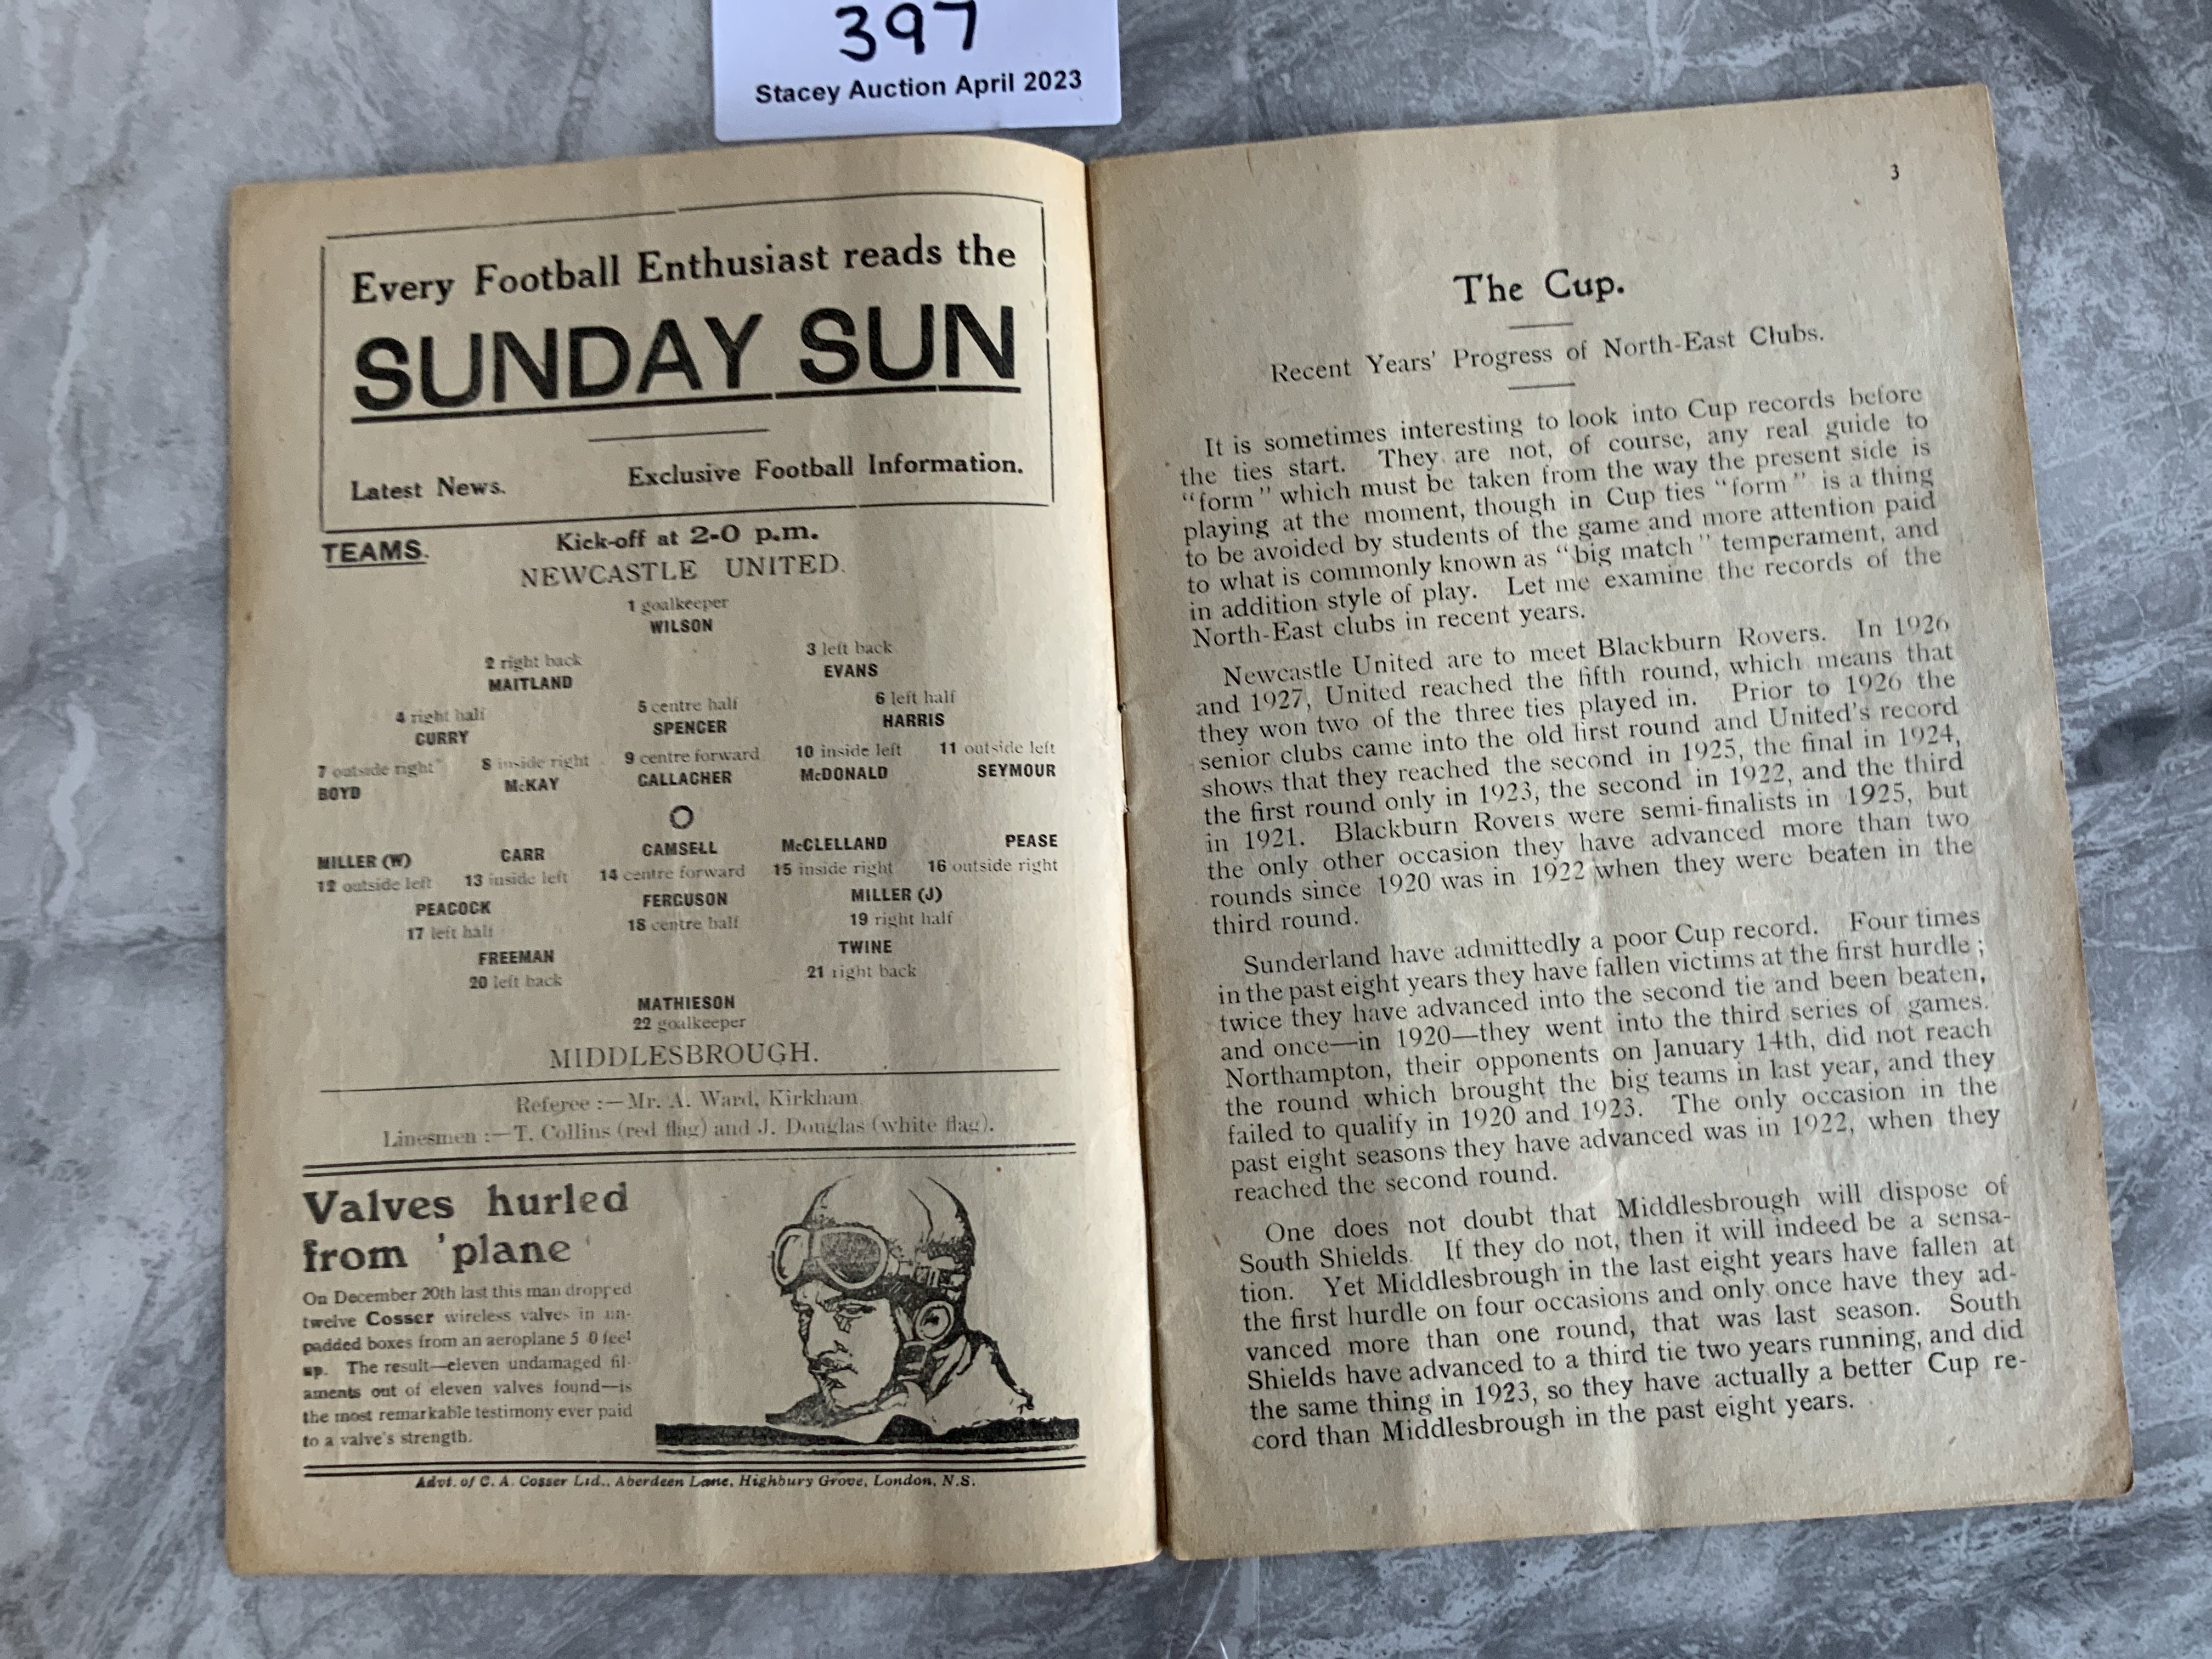 397
Stacey Auction April 2023
Every Football Enthusiast reads the
SUNDAY SUN
Latest News. Exclusive Football Information.
TEAMS. Kick-off at 2-0 p.m.
NEWCASTLE UNITED.
1 goalkeeper
WILSON
2 right back 3 left back
MAITLAND EVANS
4 right half 5 centre half 6 left half
CURRY SPENCER HARRIS
7 outside right 8 inside right 9 centre forward 10 inside left 11 outside left
BOYD McKAY GALLACHER McDONALD SEYMOUR
O
MILLER (W) CARR CAMSELL McCLELLAND PEASE
12 outside left 13 inside left 14 centre forward 15 inside right 16 outside right
PEACOCK FERGUSON MILLER (J)
17 left half 18 centre half 19 right half
FREEMAN TWINE
20 left back 21 right back
MATHIESON
22 goalkeeper
MIDDLESBROUGH.
Referee :—Mr. A. Ward, Kirkham
Linesmen :—T. Collins (red flag) and J. Douglas (white flag).
Valves hurled
from 'plane
On December 20th last this man dropped
twelve Cosser wireless valves in un-
padded boxes from an aeroplane 5 0 feet
up. The result—eleven undamaged fil-
aments out of eleven valves found—is
the most remarkable testimony ever paid
to a valve's strength.
Advt. of C. A. Cosser Ltd., Aberdeen Lane, Highbury Grove, London, N.S.
3
The Cup.
Recent Years' Progress of North-East Clubs.
It is sometimes interesting to look into Cup records before
the ties start. They are not, of course, any real guide to
"form" which must be taken from the way the present side is
playing at the moment, though in Cup ties "form" is a thing
to be avoided by students of the game and more attention paid
to what is commonly known as "big match" temperament, and
in addition style of play. Let me examine the records of the
North-East clubs in recent years.
Newcastle United are to meet Blackburn Rovers. In 1926
and 1927, United reached the fifth round, which means that
they won two of the three ties played in. Prior to 1926 the
senior clubs came into the old first round and United's record
shows that they reached the second in 1925, the final in 1924,
the first round only in 1923, the second in 1922, and the third
in 1921. Blackburn Rovers were semi-finalists in 1925, but
the only other occasion they have advanced more than two
rounds since 1920 was in 1922 when they were beaten in the
third round.
Sunderland have admittedly a poor Cup record. Four times
in the past eight years they have fallen victims at the first hurdle ;
twice they have advanced into the second tie and been beaten,
and once—in 1920—they went into the third series of games.
Northampton, their opponents on January 14th, did not reach
the round which brought the big teams in last year, and they
failed to qualify in 1920 and 1923. The only occasion in the
past eight seasons they have advanced was in 1922, when they
reached the second round.
One does not doubt that Middlesbrough will dispose of
South Shields. If they do not, then it will indeed be a sensa-
tion. Yet Middlesbrough in the last eight years have fallen at
the first hurdle on four occasions and only once have they ad-
vanced more than one round, that was last season. South
Shields have advanced to a third tie two years running, and did
the same thing in 1923, so they have actually a better Cup re-
cord than Middlesbrough in the past eight years.